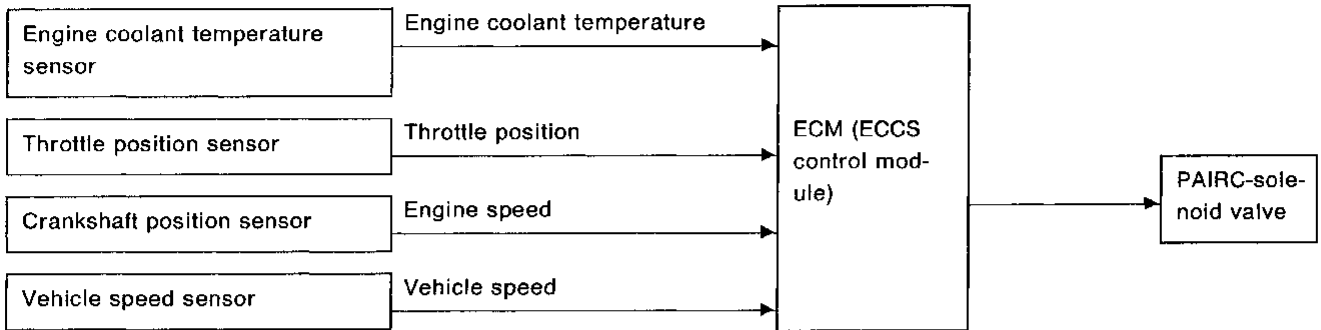 Engine coolant temperature
sensor
Engine coolant temperature
Throttle position sensor
Throttle position
Crankshaft position sensor
Engine speed
Vehicle speed sensor
Vehicle speed
ECM (ECCS
control mod-
ule)
PAIRC-sole-
noid valve